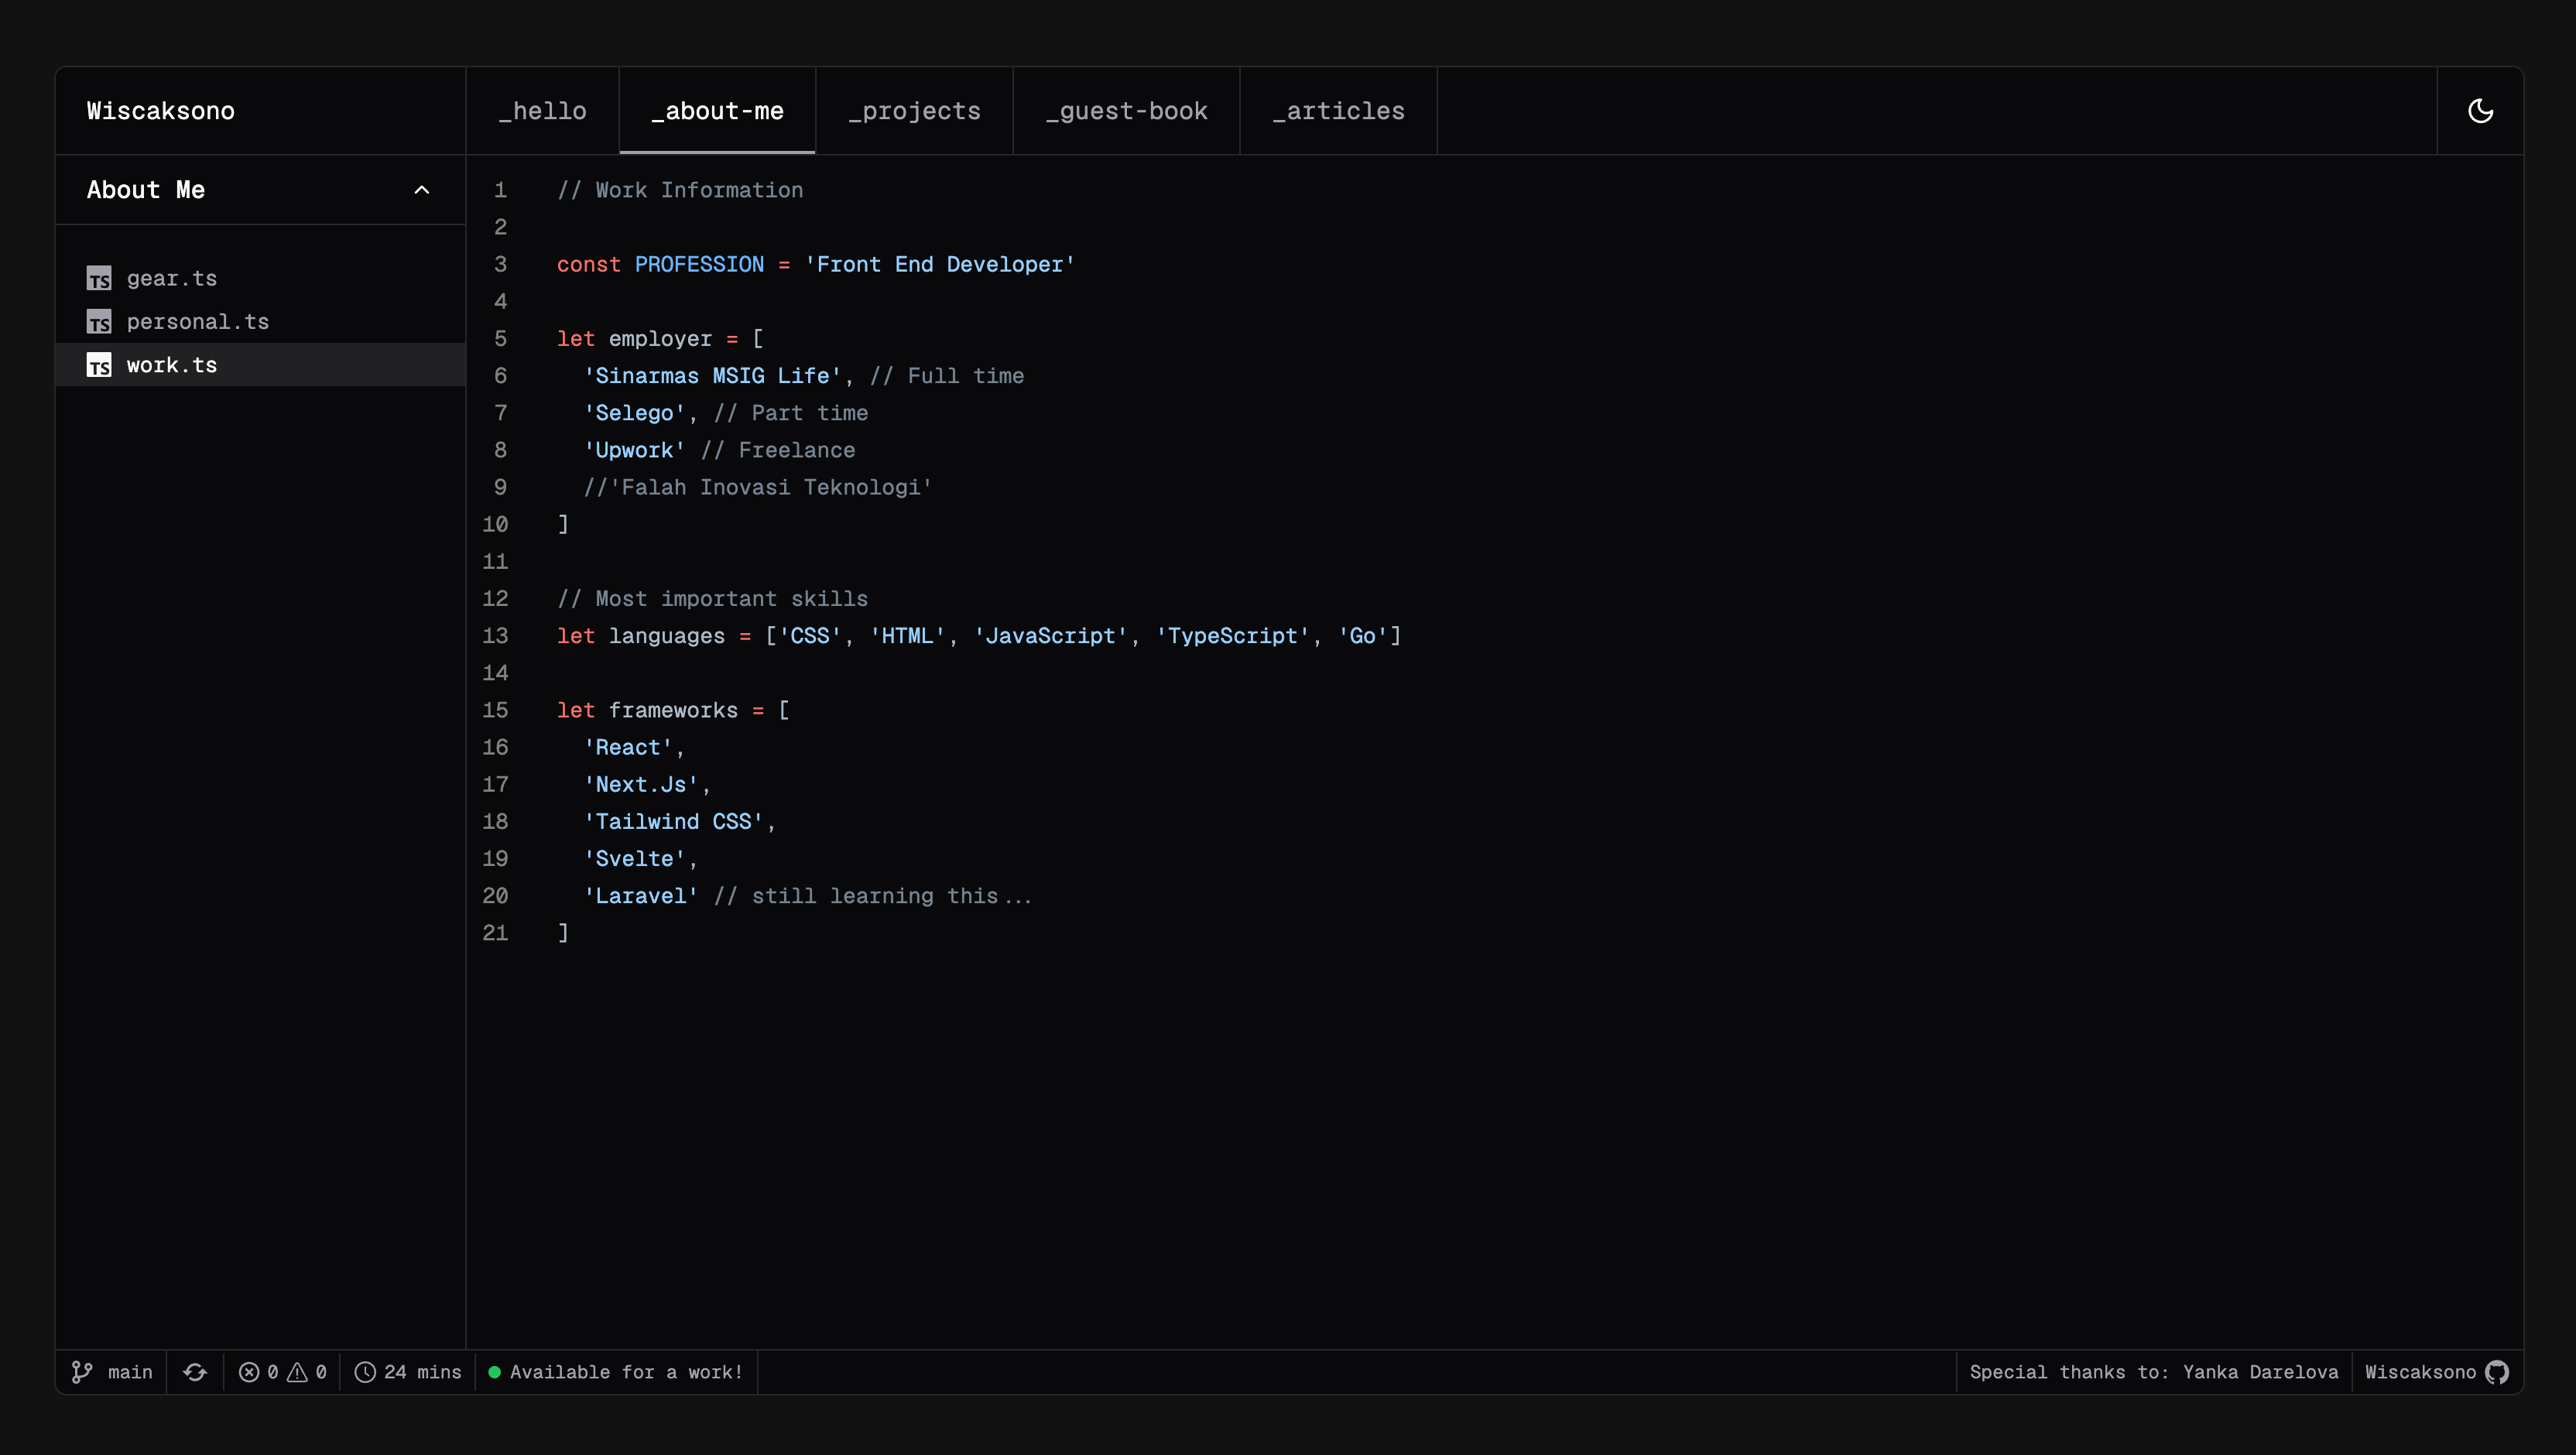 Wiscaksono
_hello
_about-me
_projects
_guest-book
_articles
About Me
TS gear.ts
TS personal.ts
TS work.ts
1 // Work Information
2
3 const PROFESSION = 'Front End Developer'
4
5 let employer = [
6 'Sinarmas MSIG Life', // Full time
7 'Selego', // Part time
8 'Upwork' // Freelance
9 //'Falah Inovasi Teknologi'
10 ]
11
12 // Most important skills
13 let languages = ['CSS', 'HTML', 'JavaScript', 'TypeScript', 'Go']
14
15 let frameworks = [
16 'React',
17 'Next.Js',
18 'Tailwind CSS',
19 'Svelte',
20 'Laravel' // still learning this...
21 ]
main
0 0
24 mins
Available for a work!
Special thanks to: Yanka Darelova
Wiscaksono